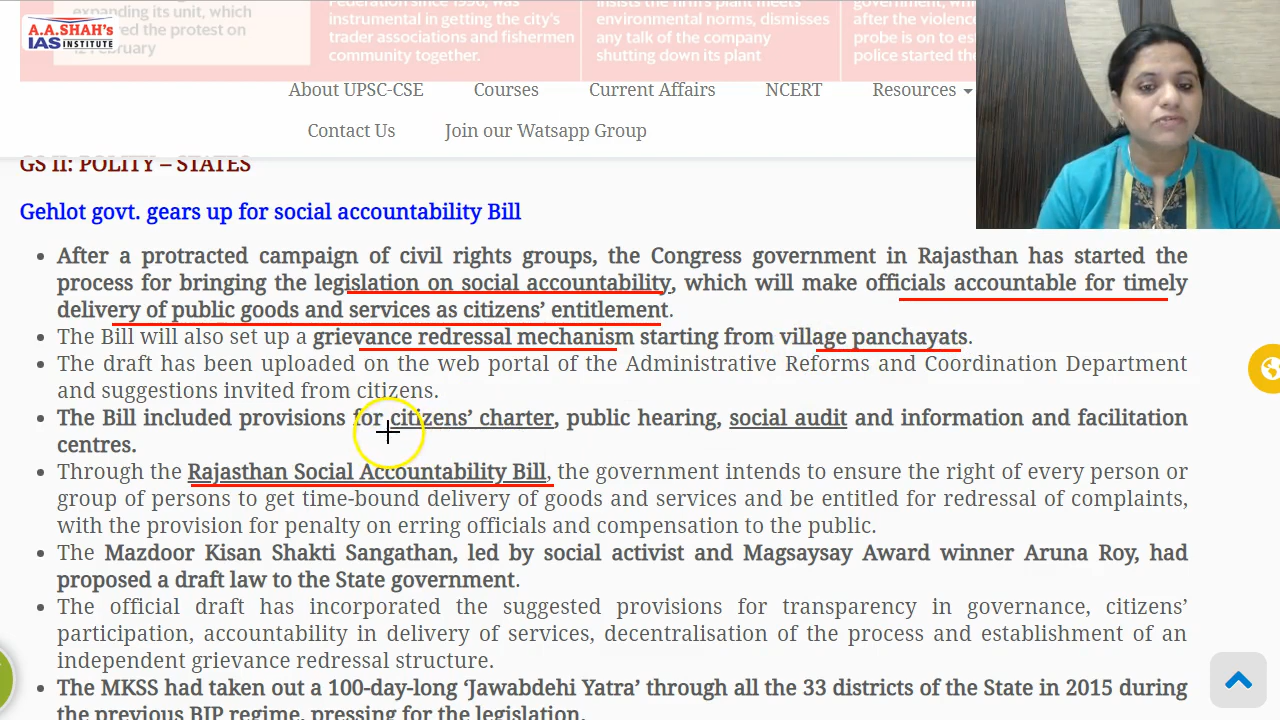 expanding its unit, which
red the protest on
February
A.A.SHAH's
IAS INSTITUTE
instrumental in getting the city's
trader associations and fishermen
community together.
insists the firm's plant meets
environmental noms, dismisses
any talk of the company
shutting down its plant
after the violence
probe is on to es
police started the
About UPSC-CSE Courses Current Affairs NCERT Resources
Contact Us Join our Watsapp Group
GS II: POLITY – STATES
Gehlot govt. gears up for social accountability Bill
• After a protracted campaign of civil rights groups, the Congress government in Rajasthan has started the
process for bringing the legislation on social accountability, which will make officials accountable for timely
delivery of public goods and services as citizens’ entitlement.
• The Bill will also set up a grievance redressal mechanism starting from village panchayats.
• The draft has been uploaded on the web portal of the Administrative Reforms and Coordination Department
and suggestions invited from citizens.
• The Bill included provisions for citizens’ charter, public hearing, social audit and information and facilitation
centres.
• Through the Rajasthan Social Accountability Bill, the government intends to ensure the right of every person or
group of persons to get time-bound delivery of goods and services and be entitled for redressal of complaints,
with the provision for penalty on erring officials and compensation to the public.
• The Mazdoor Kisan Shakti Sangathan, led by social activist and Magsaysay Award winner Aruna Roy, had
proposed a draft law to the State government.
• The official draft has incorporated the suggested provisions for transparency in governance, citizens’
participation, accountability in delivery of services, decentralisation of the process and establishment of an
independent grievance redressal structure.
• The MKSS had taken out a 100-day-long ‘Jawabdehi Yatra’ through all the 33 districts of the State in 2015 during
the previous BJP regime, pressing for the legislation.